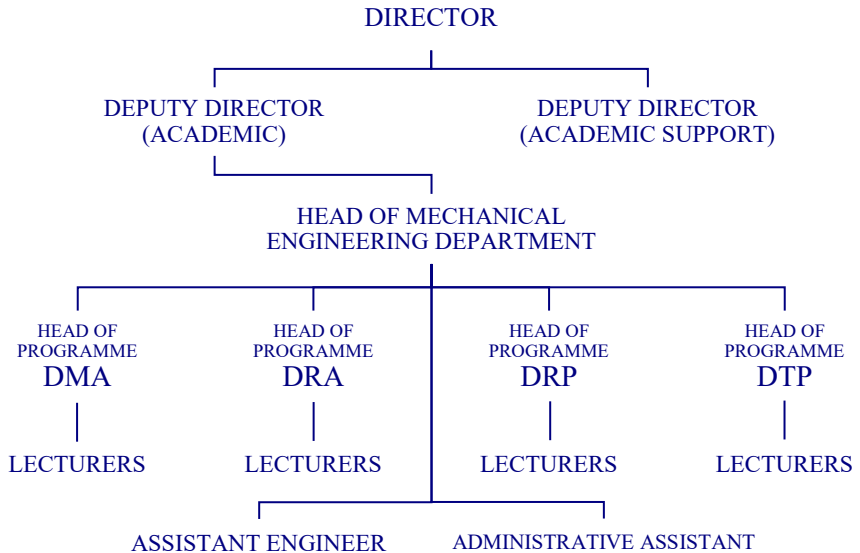 DIRECTOR
DEPUTY DIRECTOR
(ACADEMIC)
DEPUTY DIRECTOR
(ACADEMIC SUPPORT)
HEAD OF MECHANICAL
ENGINEERING DEPARTMENT
HEAD OF
PROGRAMME
DMA
HEAD OF
PROGRAMME
DRA
HEAD OF
PROGRAMME
DRP
HEAD OF
PROGRAMME
DTP
LECTURERS
LECTURERS
LECTURERS
LECTURERS
ASSISTANT ENGINEER
ADMINISTRATIVE ASSISTANT